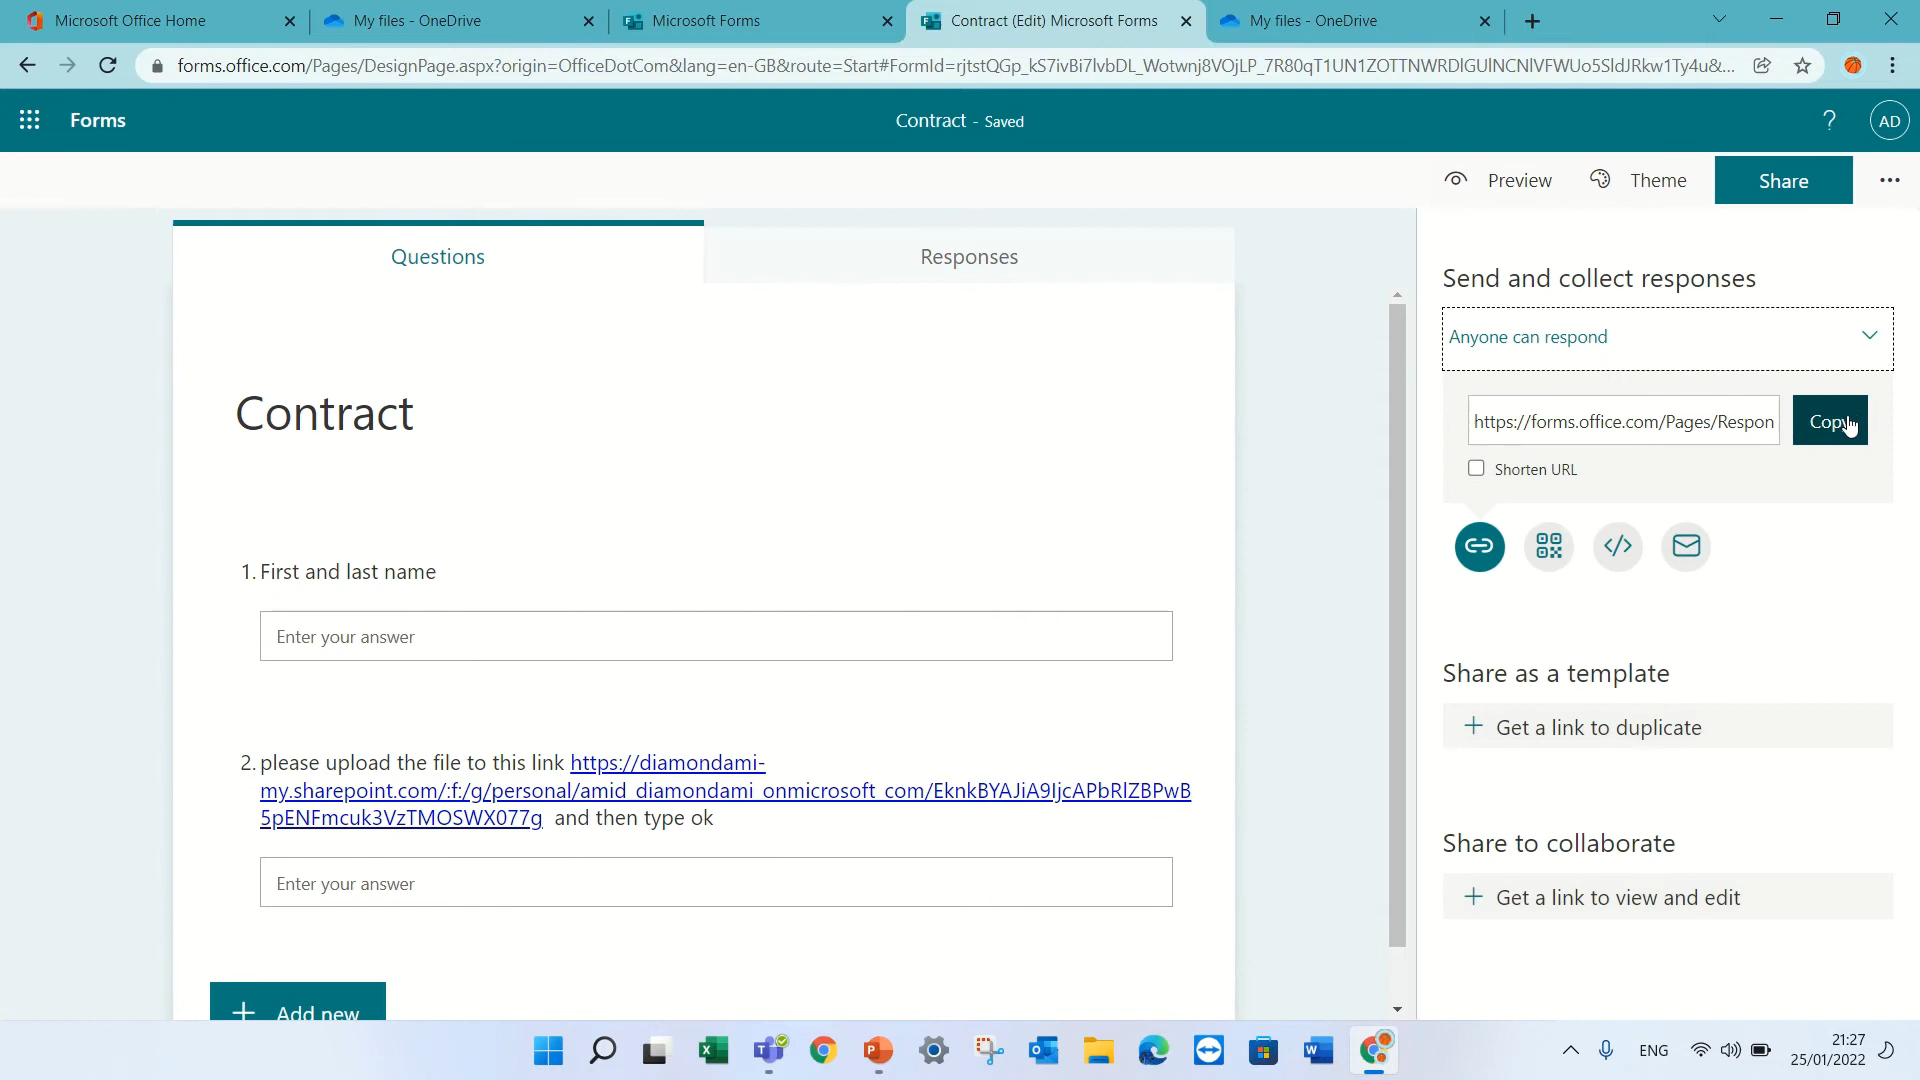 Microsoft Office Home
My files - OneDrive
Microsoft Forms
Contract (Edit) Microsoft Forms
My files - OneDrive
forms.office.com/Pages/DesignPage.aspx?origin=OfficeDotCom&lang=en-GB&route=Start#FormId=rjtstQGp_kS7ivBi7lvbDL_Wotwnj8VOjLP_7R80qT1UN1ZOTTNWRDlGUlNCNlVFWUo5SldJRkw1Ty4u&...
Forms
Contract - Saved
?
AD
Preview
Theme
Share
Questions
Responses
Send and collect responses
Anyone can respond
Contract
https://forms.office.com/Pages/Respon
Copy
Shorten URL
1. First and last name
Enter your answer
Share as a template
Get a link to duplicate
2. please upload the file to this link https://diamondami-
my.sharepoint.com/:f:/g/personal/amid_diamondami_onmicrosoft_com/EknkBYAJiA9IjcAPbRlZBPwB
5pENFmcuk3VzTMOSWX077g and then type ok
Share to collaborate
Enter your answer
Get a link to view and edit
Add new
ENG
21:27
25/01/2022